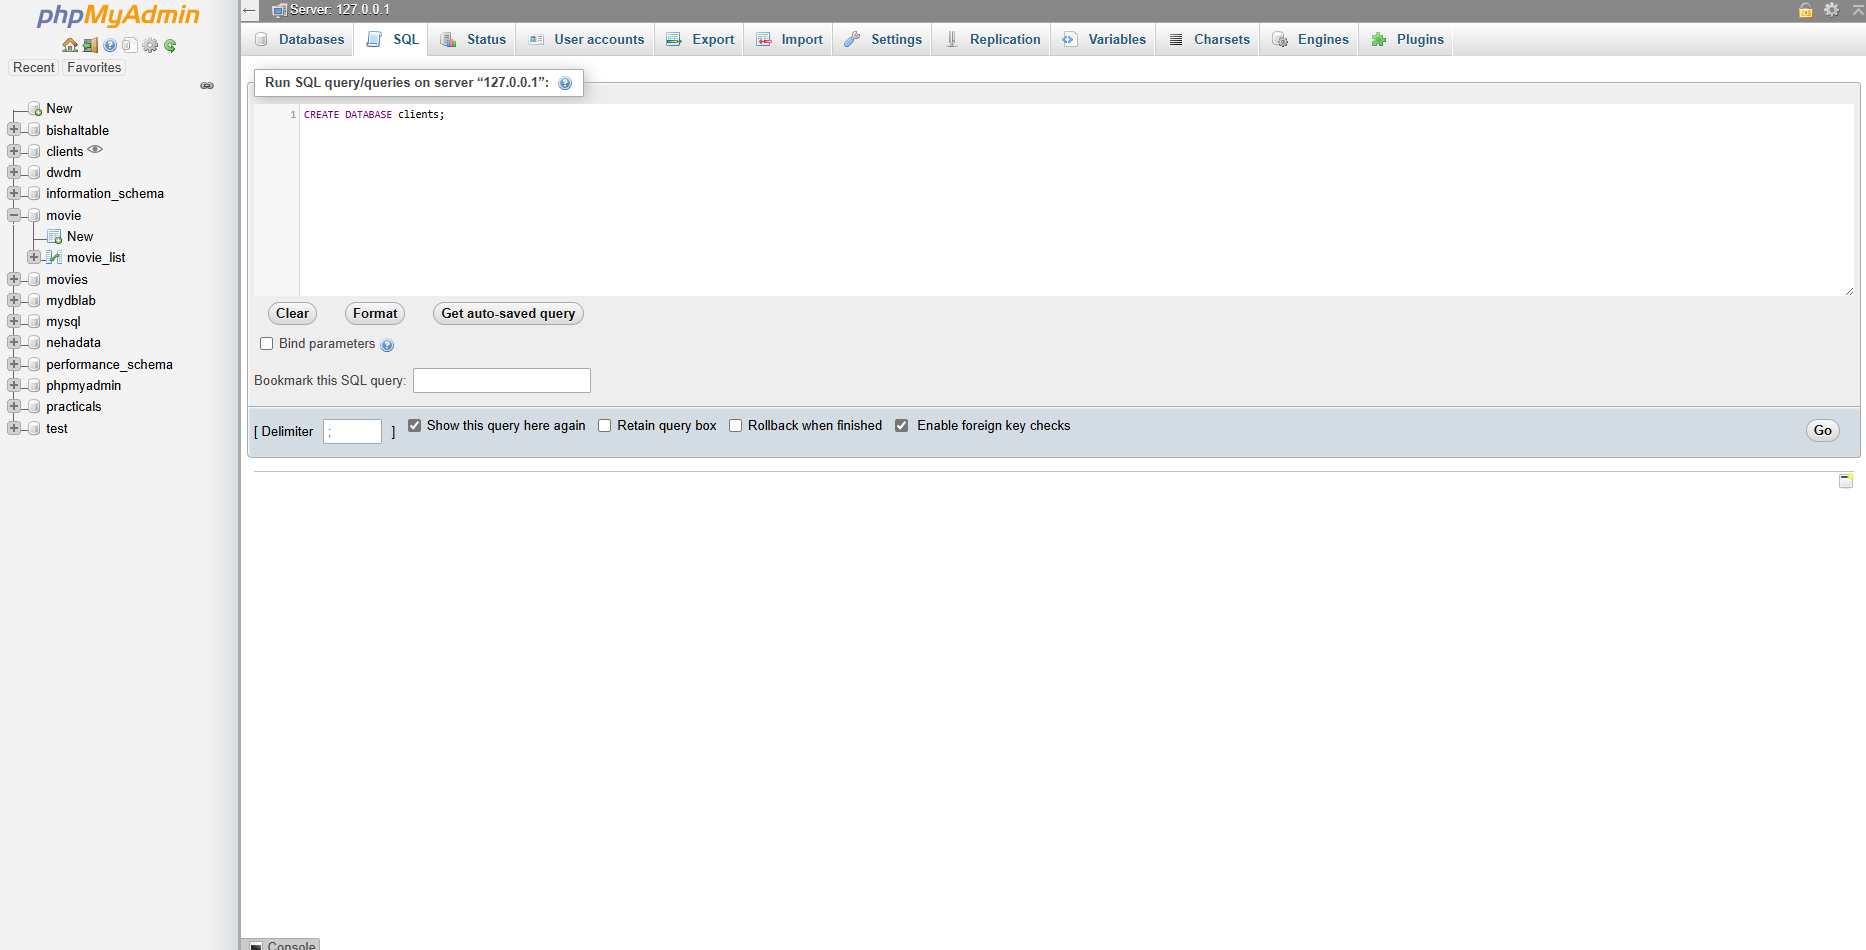 phpMyAdmin
Recent Favorites
New
bishaltable
clients
dwdm
information_schema
movie
New
movie_list
movies
mydblab
mysql
nehadata
performance_schema
phpmyadmin
practicals
test
Server: 127.0.0.1
Databases SQL Status User accounts Export Import Settings Replication Variables Charsets Engines Plugins
Run SQL query/queries on server “127.0.0.1”:
1 CREATE DATABASE clients;
Clear Format Get auto-saved query
Bind parameters
Bookmark this SQL query:
[ Delimiter ; ] Show this query here again Retain query box Rollback when finished Enable foreign key checks Go
Console